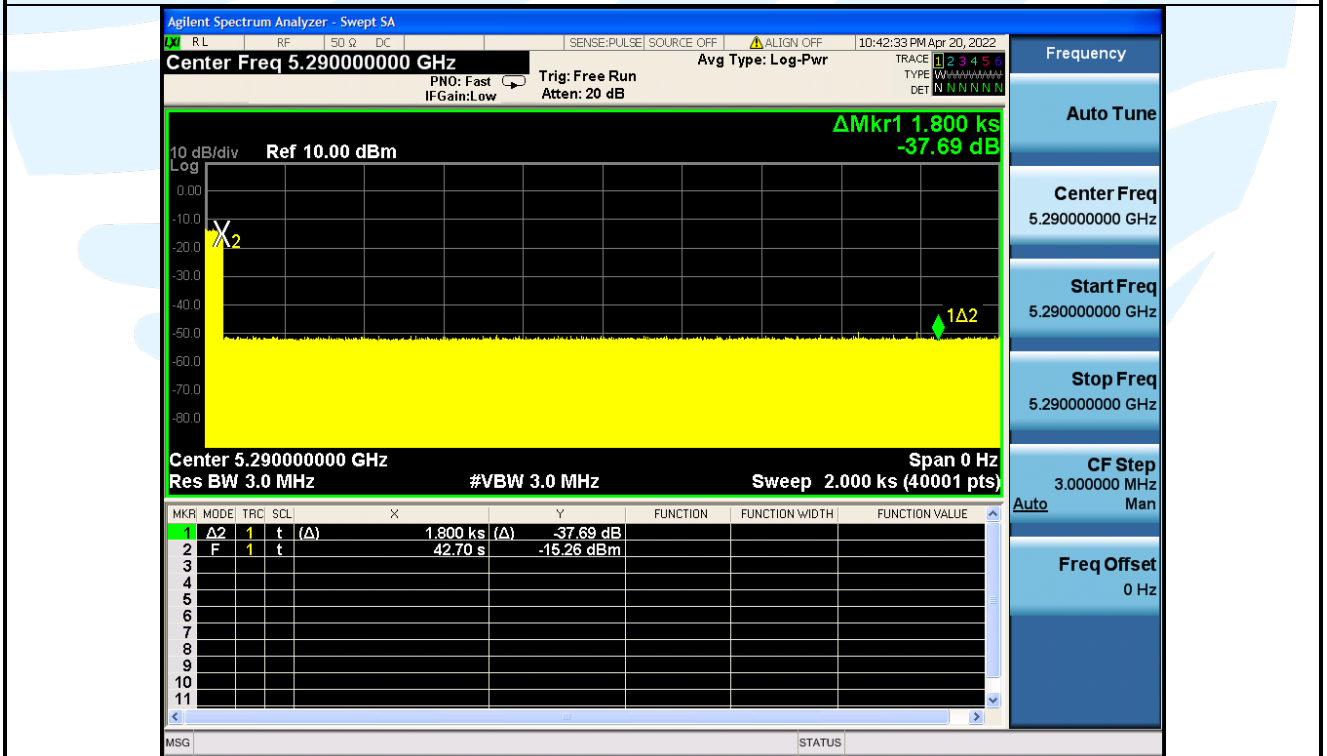 Agilent Spectrum Analyzer - Swept SA
LXI RL RF 50 Ω DC SENSE:PULSE SOURCE OFF ALIGN OFF 10:42:33 PM Apr 20, 2022
Center Freq 5.290000000 GHz
PNO: Fast
IFGain:Low
Trig: Free Run
Atten: 20 dB
Avg Type: Log-Pwr
TRACE 1 2 3 4 5 6
TYPE WWWWWW
DET N N N N N N
ΔMkr1 1.800 ks
-37.69 dB
10 dB/div Ref 10.00 dBm
Log
0.00
-10.0
-20.0
-30.0
-40.0
-50.0
-60.0
-70.0
-80.0
X2
1Δ2
Center 5.290000000 GHz Span 0 Hz
Res BW 3.0 MHz #VBW 3.0 MHz Sweep 2.000 ks (40001 pts)
MKR MODE TRC SCL X Y FUNCTION FUNCTION WIDTH FUNCTION VALUE
1 Δ2 1 t (Δ) 1.800 ks (Δ) -37.69 dB
2 F 1 t 42.70 s -15.26 dBm
3
4
5
6
7
8
9
10
11
MSG STATUS
Frequency
Auto Tune
Center Freq
5.290000000 GHz
Start Freq
5.290000000 GHz
Stop Freq
5.290000000 GHz
CF Step
3.000000 MHz
Auto Man
Freq Offset
0 Hz